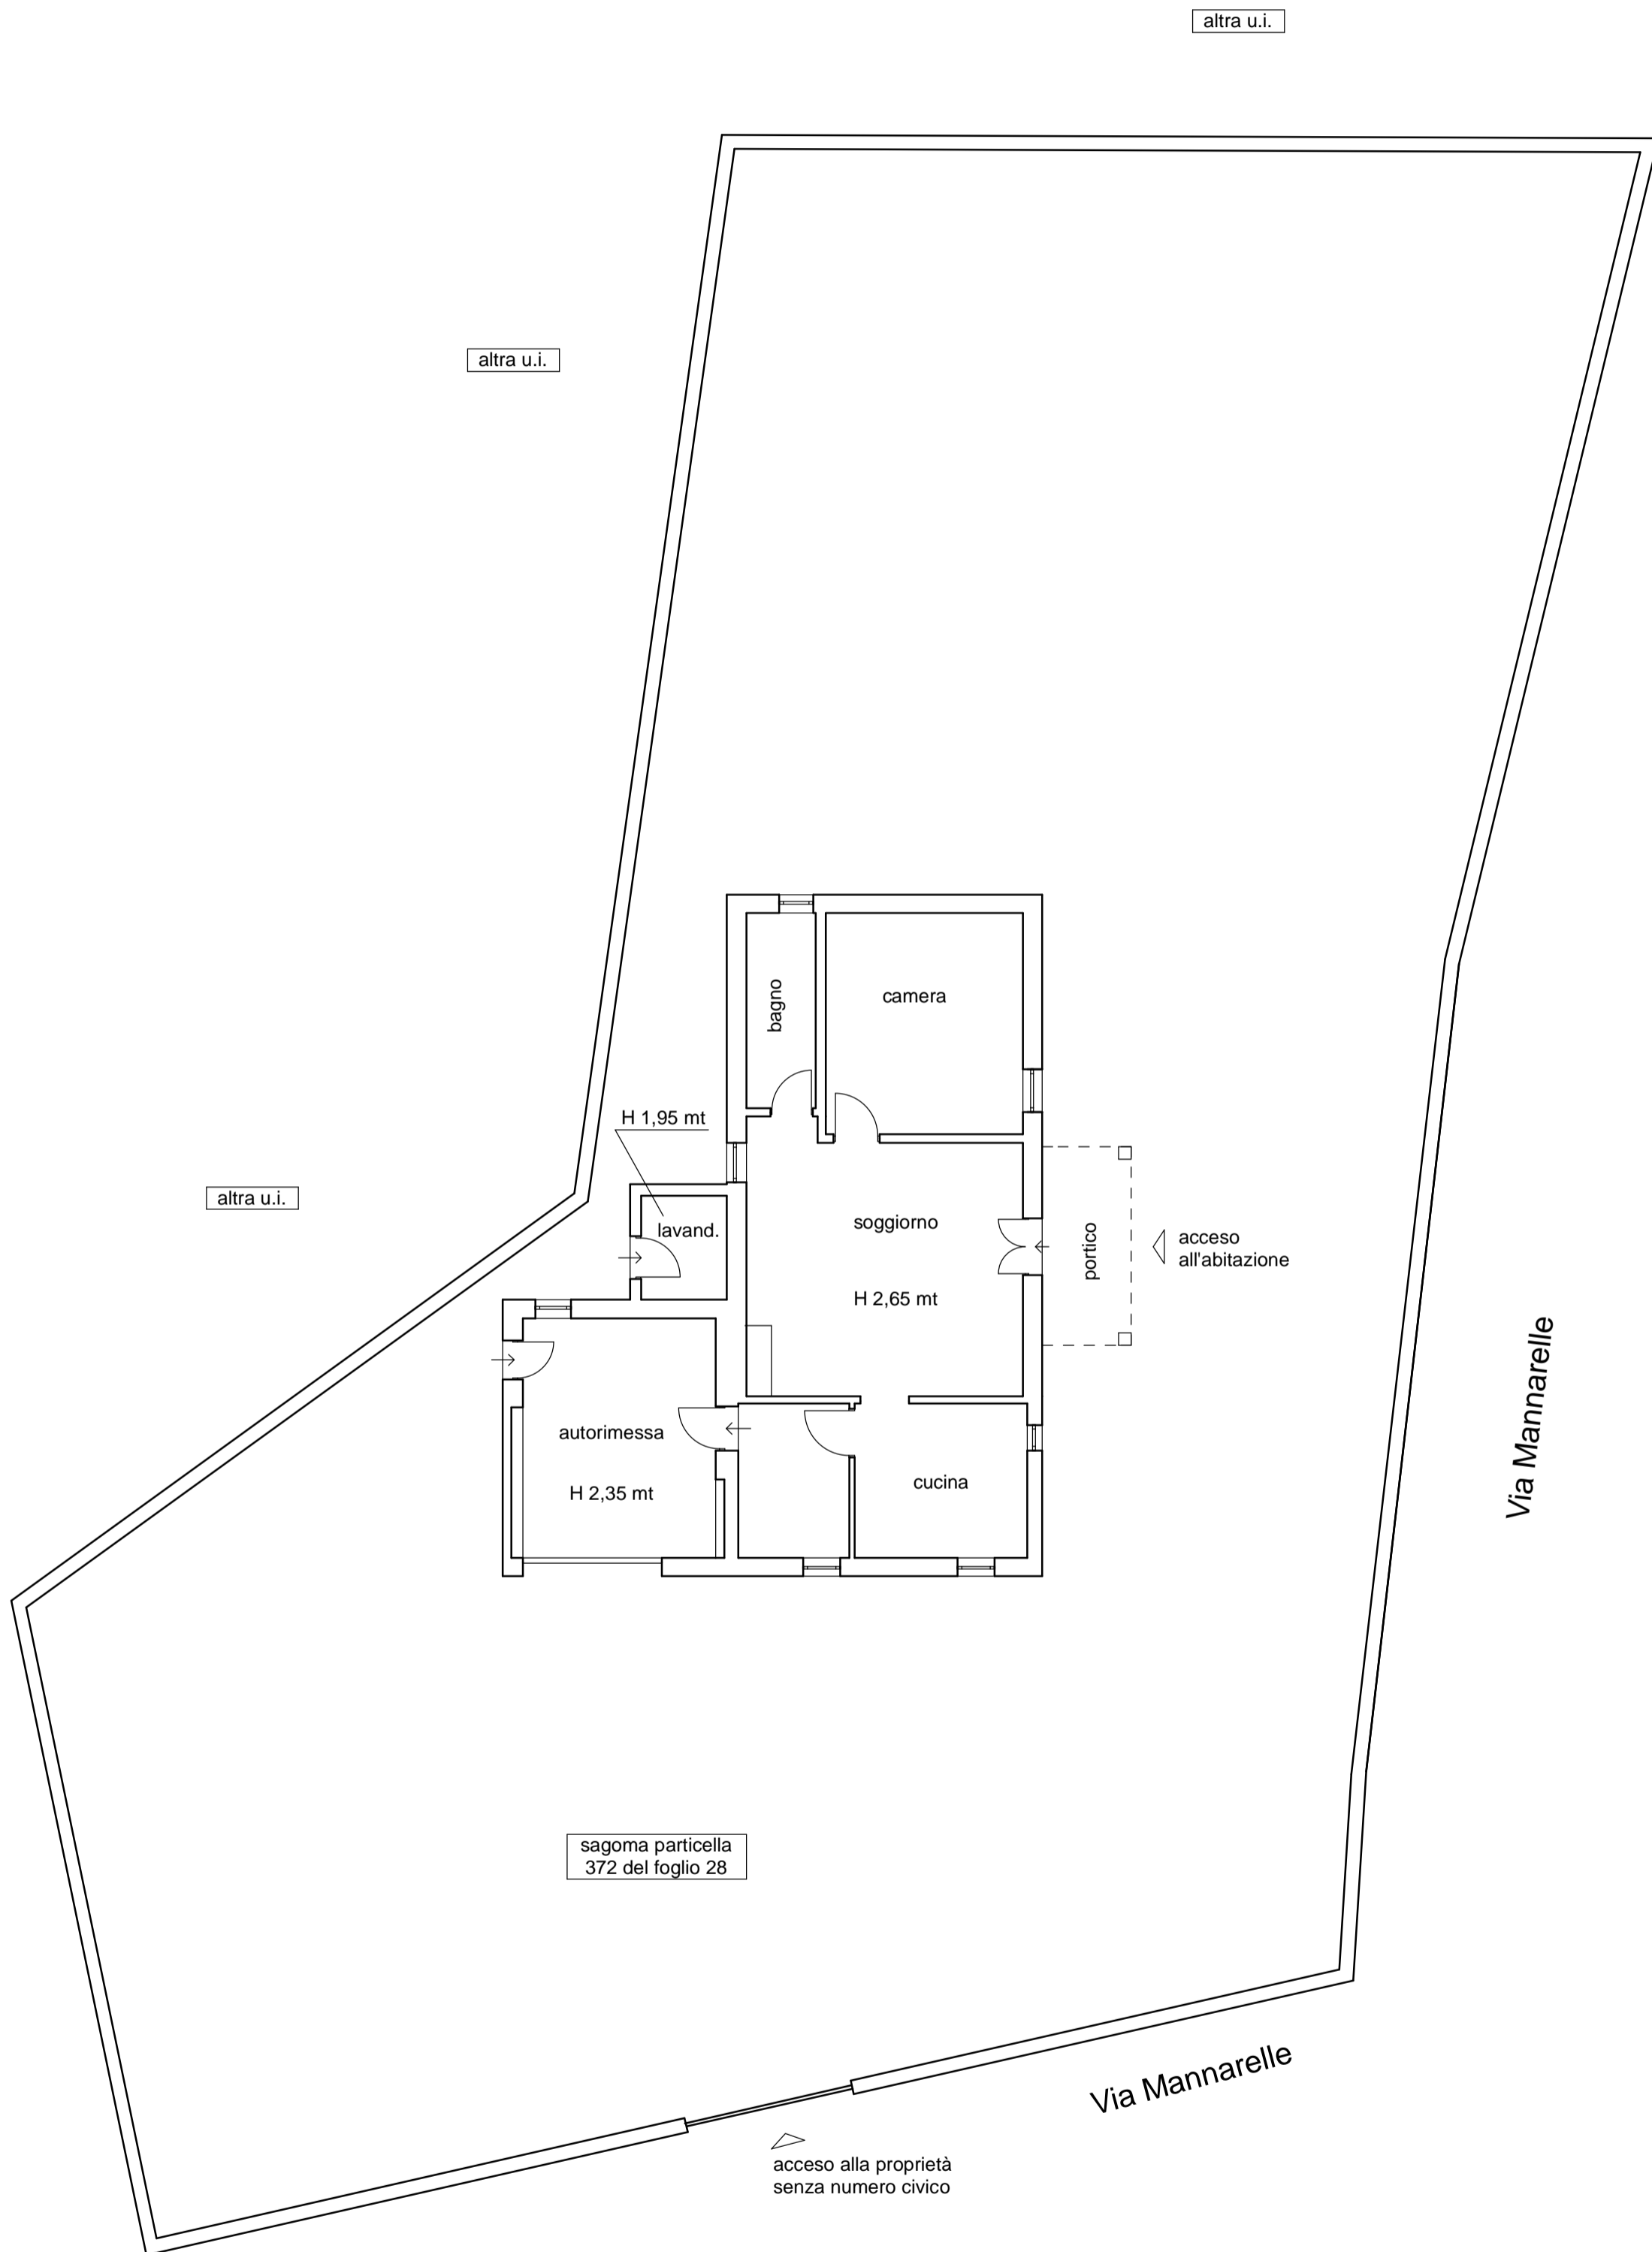 altra u.i.
altra u.i.
bagno
camera
H 1,95 mt
altra u.i.
lavand.
soggiorno
portico
acceso
all'abitazione
H 2,65 mt
Via Mannarelle
autorimessa
cucina
H 2,35 mt
sagoma particella
372 del foglio 28
Via Mannarelle
acceso alla proprietà
senza numero civico